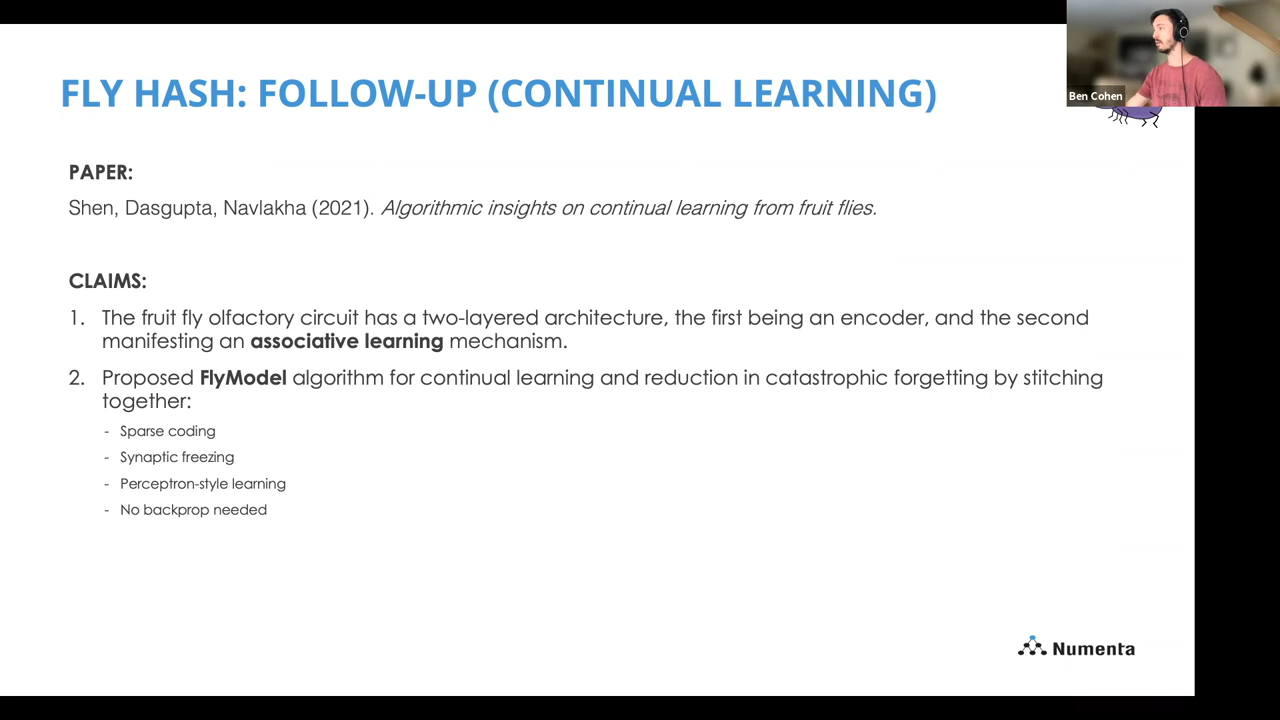 FLY HASH: FOLLOW-UP (CONTINUAL LEARNING)
Ben Cohen
PAPER:
Shen, Dasgupta, Navlakha (2021). Algorithmic insights on continual learning from fruit flies.
CLAIMS:
1. The fruit fly olfactory circuit has a two-layered architecture, the first being an encoder, and the second
manifesting an associative learning mechanism.
2. Proposed FlyModel algorithm for continual learning and reduction in catastrophic forgetting by stitching
together:
- Sparse coding
- Synaptic freezing
- Perceptron-style learning
- No backprop needed
Numenta